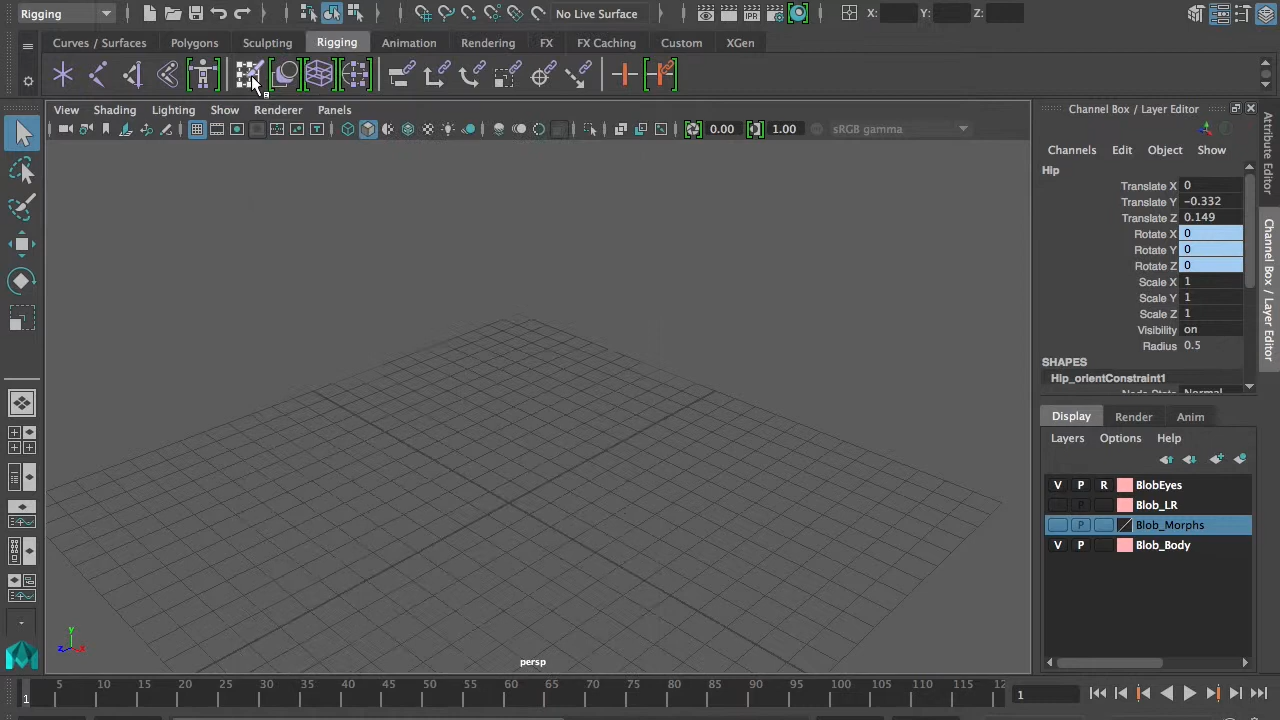 Rigging No Live Surface X: Y: Z:
Curves / Surfaces Polygons Sculpting Rigging Animation Rendering FX FX Caching Custom XGen
View Shading Lighting Show Renderer Panels
0.00 1.00 sRGB gamma
Channel Box / Layer Editor
Channels Edit Object Show
Hip
Translate X 0
Translate Y -0.332
Translate Z 0.149
Rotate X 0
Rotate Y 0
Rotate Z 0
Scale X 1
Scale Y 1
Scale Z 1
Visibility on
Radius 0.5
SHAPES
Hip_orientConstraint1
Node State Normal
Display Render Anim
Layers Options Help
V P R BlobEyes
Blob_LR
P Blob_Morphs
V P Blob_Body
Attribute Editor
Channel Box / Layer Editor
y
z x
persp
1 5 10 15 20 25 30 35 40 45 50 55 60 65 70 75 80 85 90 95 100 105 110 115 12
1